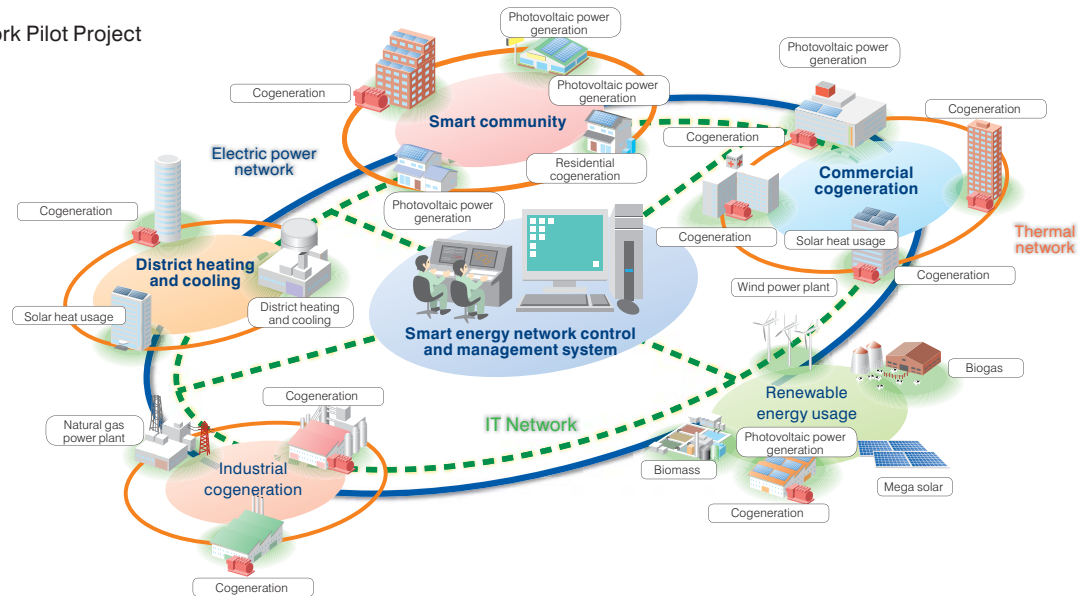 rk Pilot Project
Photovoltaic power
generation
Photovoltaic power
generation
Cogeneration
Photovoltaic power
generation
Cogeneration
Smart community
Cogeneration
Electric power
network
Residential
cogeneration
Commercial
cogeneration
Photovoltaic power
generation
Cogeneration
Cogeneration
Solar heat usage
Thermal
network
District heating
and cooling
Cogeneration
Wind power plant
Solar heat usage
District heating
and cooling
Smart energy network control
and management system
Biogas
Renewable
energy usage
Cogeneration
Natural gas
power plant
IT Network
Photovoltaic power
generation
Biomass
Mega solar
Industrial
cogeneration
Cogeneration
Cogeneration